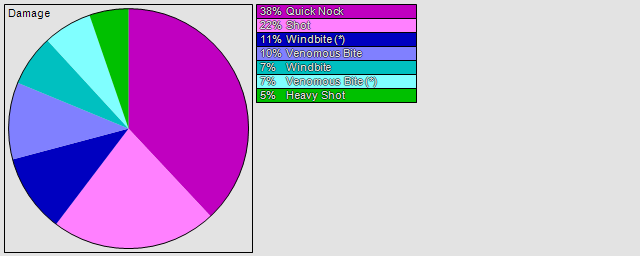 Damage
38% Quick Nock
22% Shot
11% Windbite (*)
10% Venomous Bite
7% Windbite
7% Venomous Bite (*)
5% Heavy Shot